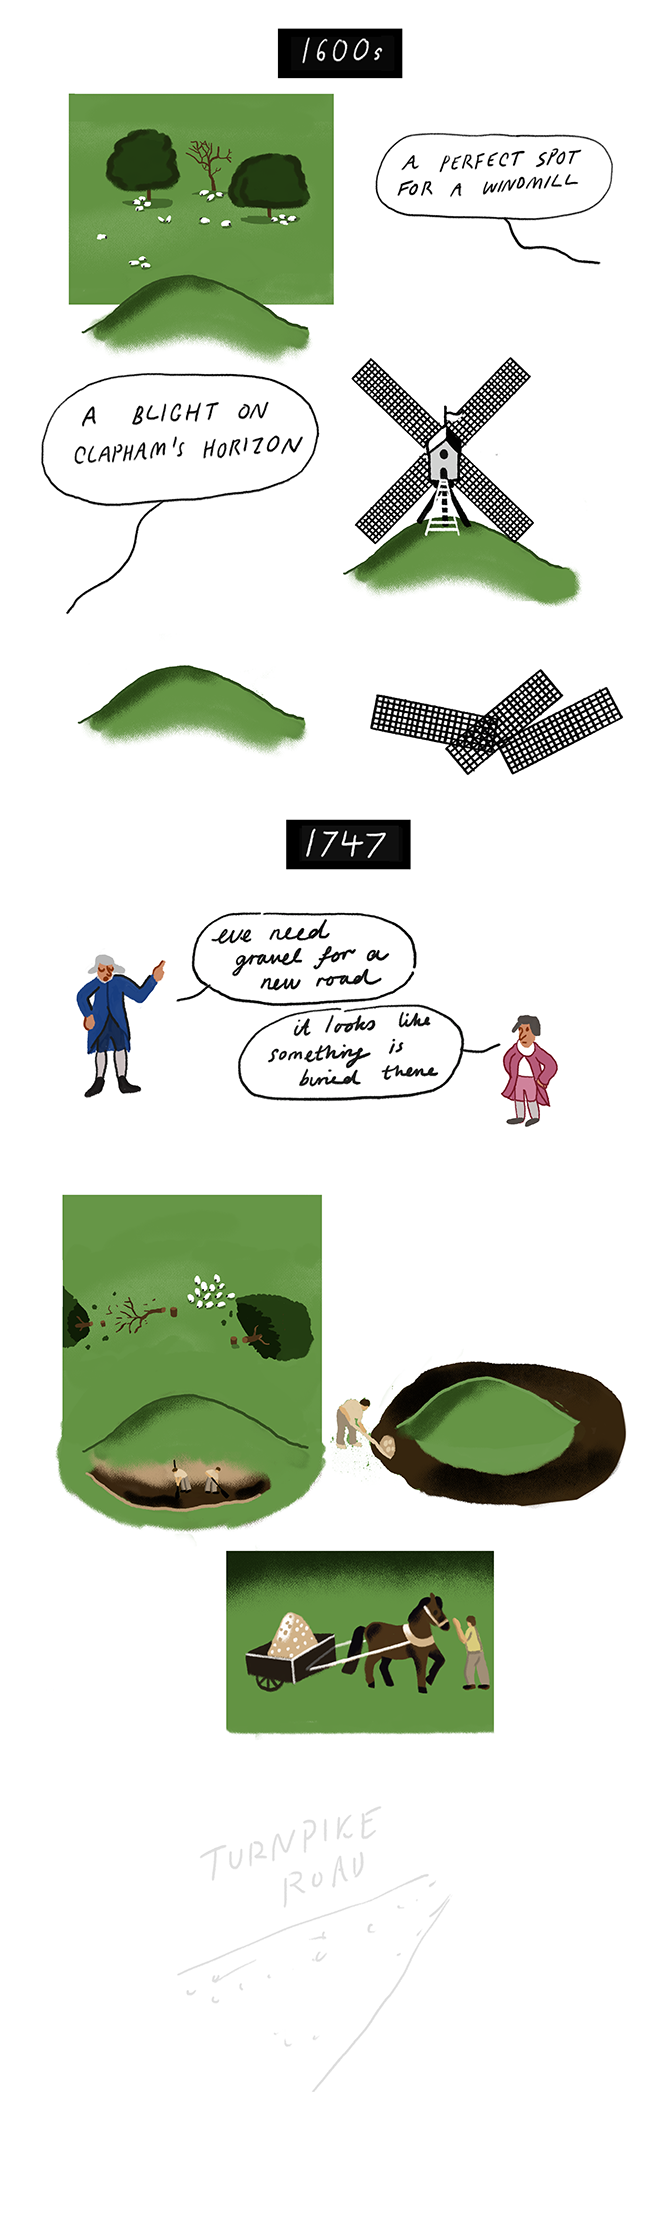 1600s
A PERFECT SPOT
FOR A WINDMILL
A BLIGHT ON
CLAPHAM'S HORIZON
1747
we need
gravel for a
new road
it looks like
something is
buried there
TURNPIKE
ROAD